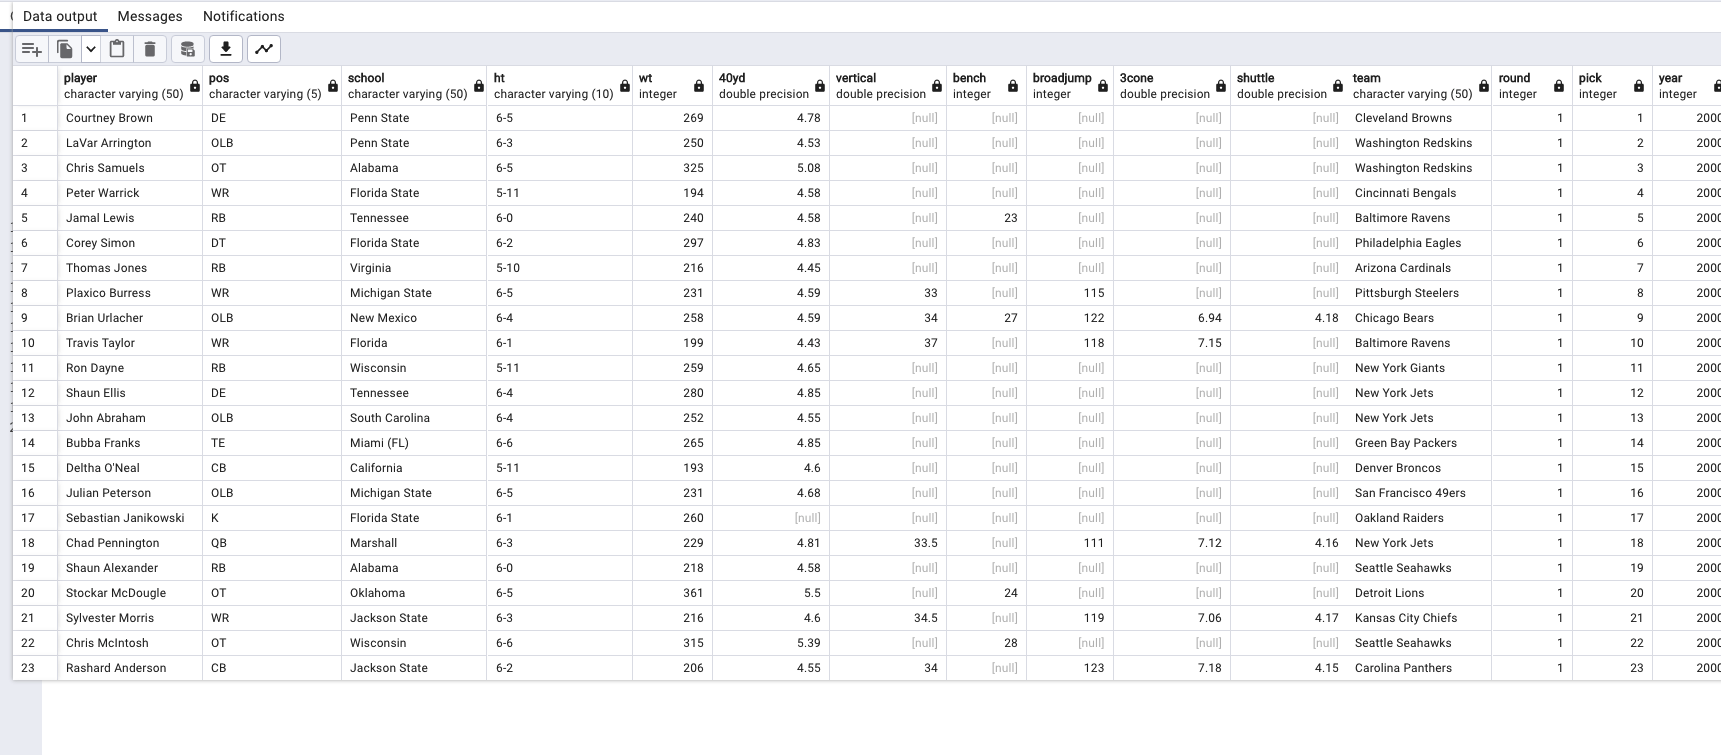 Data output Messages Notifications
player pos school ht wt 40yd vertical bench broadjump 3cone shuttle team round pick year
character varying (50) character varying (5) character varying (50) character varying (10) integer double precision double precision integer integer double precision double precision character varying (50) integer integer integer
1 Courtney Brown DE Penn State 6-5 269 4.78 [null] [null] [null] [null] [null] Cleveland Browns 1 1 2000
2 LaVar Arrington OLB Penn State 6-3 250 4.53 [null] [null] [null] [null] [null] Washington Redskins 1 2 2000
3 Chris Samuels OT Alabama 6-5 325 5.08 [null] [null] [null] [null] [null] Washington Redskins 1 3 2000
4 Peter Warrick WR Florida State 5-11 194 4.58 [null] [null] [null] [null] [null] Cincinnati Bengals 1 4 2000
5 Jamal Lewis RB Tennessee 6-0 240 4.58 [null] 23 [null] [null] [null] Baltimore Ravens 1 5 2000
6 Corey Simon DT Florida State 6-2 297 4.83 [null] [null] [null] [null] [null] Philadelphia Eagles 1 6 2000
7 Thomas Jones RB Virginia 5-10 216 4.45 [null] [null] [null] [null] [null] Arizona Cardinals 1 7 2000
8 Plaxico Burress WR Michigan State 6-5 231 4.59 33 [null] 115 [null] [null] Pittsburgh Steelers 1 8 2000
9 Brian Urlacher OLB New Mexico 6-4 258 4.59 34 27 122 6.94 4.18 Chicago Bears 1 9 2000
10 Travis Taylor WR Florida 6-1 199 4.43 37 [null] 118 7.15 [null] Baltimore Ravens 1 10 2000
11 Ron Dayne RB Wisconsin 5-11 259 4.65 [null] [null] [null] [null] [null] New York Giants 1 11 2000
12 Shaun Ellis DE Tennessee 6-4 280 4.85 [null] [null] [null] [null] [null] New York Jets 1 12 2000
13 John Abraham OLB South Carolina 6-4 252 4.55 [null] [null] [null] [null] [null] New York Jets 1 13 2000
14 Bubba Franks TE Miami (FL) 6-6 265 4.85 [null] [null] [null] [null] [null] Green Bay Packers 1 14 2000
15 Deltha O'Neal CB California 5-11 193 4.6 [null] [null] [null] [null] [null] Denver Broncos 1 15 2000
16 Julian Peterson OLB Michigan State 6-5 231 4.68 [null] [null] [null] [null] [null] San Francisco 49ers 1 16 2000
17 Sebastian Janikowski K Florida State 6-1 260 [null] [null] [null] [null] [null] [null] Oakland Raiders 1 17 2000
18 Chad Pennington QB Marshall 6-3 229 4.81 33.5 [null] 111 7.12 4.16 New York Jets 1 18 2000
19 Shaun Alexander RB Alabama 6-0 218 4.58 [null] [null] [null] [null] [null] Seattle Seahawks 1 19 2000
20 Stockar McDougle OT Oklahoma 6-5 361 5.5 [null] 24 [null] [null] [null] Detroit Lions 1 20 2000
21 Sylvester Morris WR Jackson State 6-3 216 4.6 34.5 [null] 119 7.06 4.17 Kansas City Chiefs 1 21 2000
22 Chris McIntosh OT Wisconsin 6-6 315 5.39 [null] 28 [null] [null] [null] Seattle Seahawks 1 22 2000
23 Rashard Anderson CB Jackson State 6-2 206 4.55 34 [null] 123 7.18 4.15 Carolina Panthers 1 23 2000